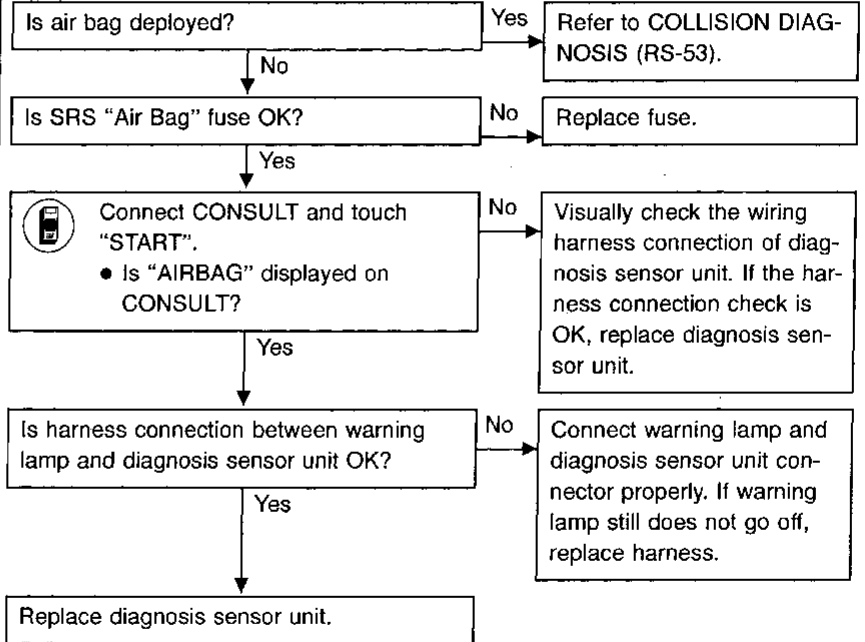 Is air bag deployed?
Yes
Refer to COLLISION DIAG-
NOSIS (RS-53).
No
Is SRS “Air Bag” fuse OK?
No
Replace fuse.
Yes
Connect CONSULT and touch
“START”.
● Is “AIRBAG” displayed on
CONSULT?
No
Visually check the wiring
harness connection of diag-
nosis sensor unit. If the har-
ness connection check is
OK, replace diagnosis sen-
sor unit.
Yes
Is harness connection between warning
lamp and diagnosis sensor unit OK?
No
Connect warning lamp and
diagnosis sensor unit con-
nector properly. If warning
lamp still does not go off,
replace harness.
Yes
Replace diagnosis sensor unit.